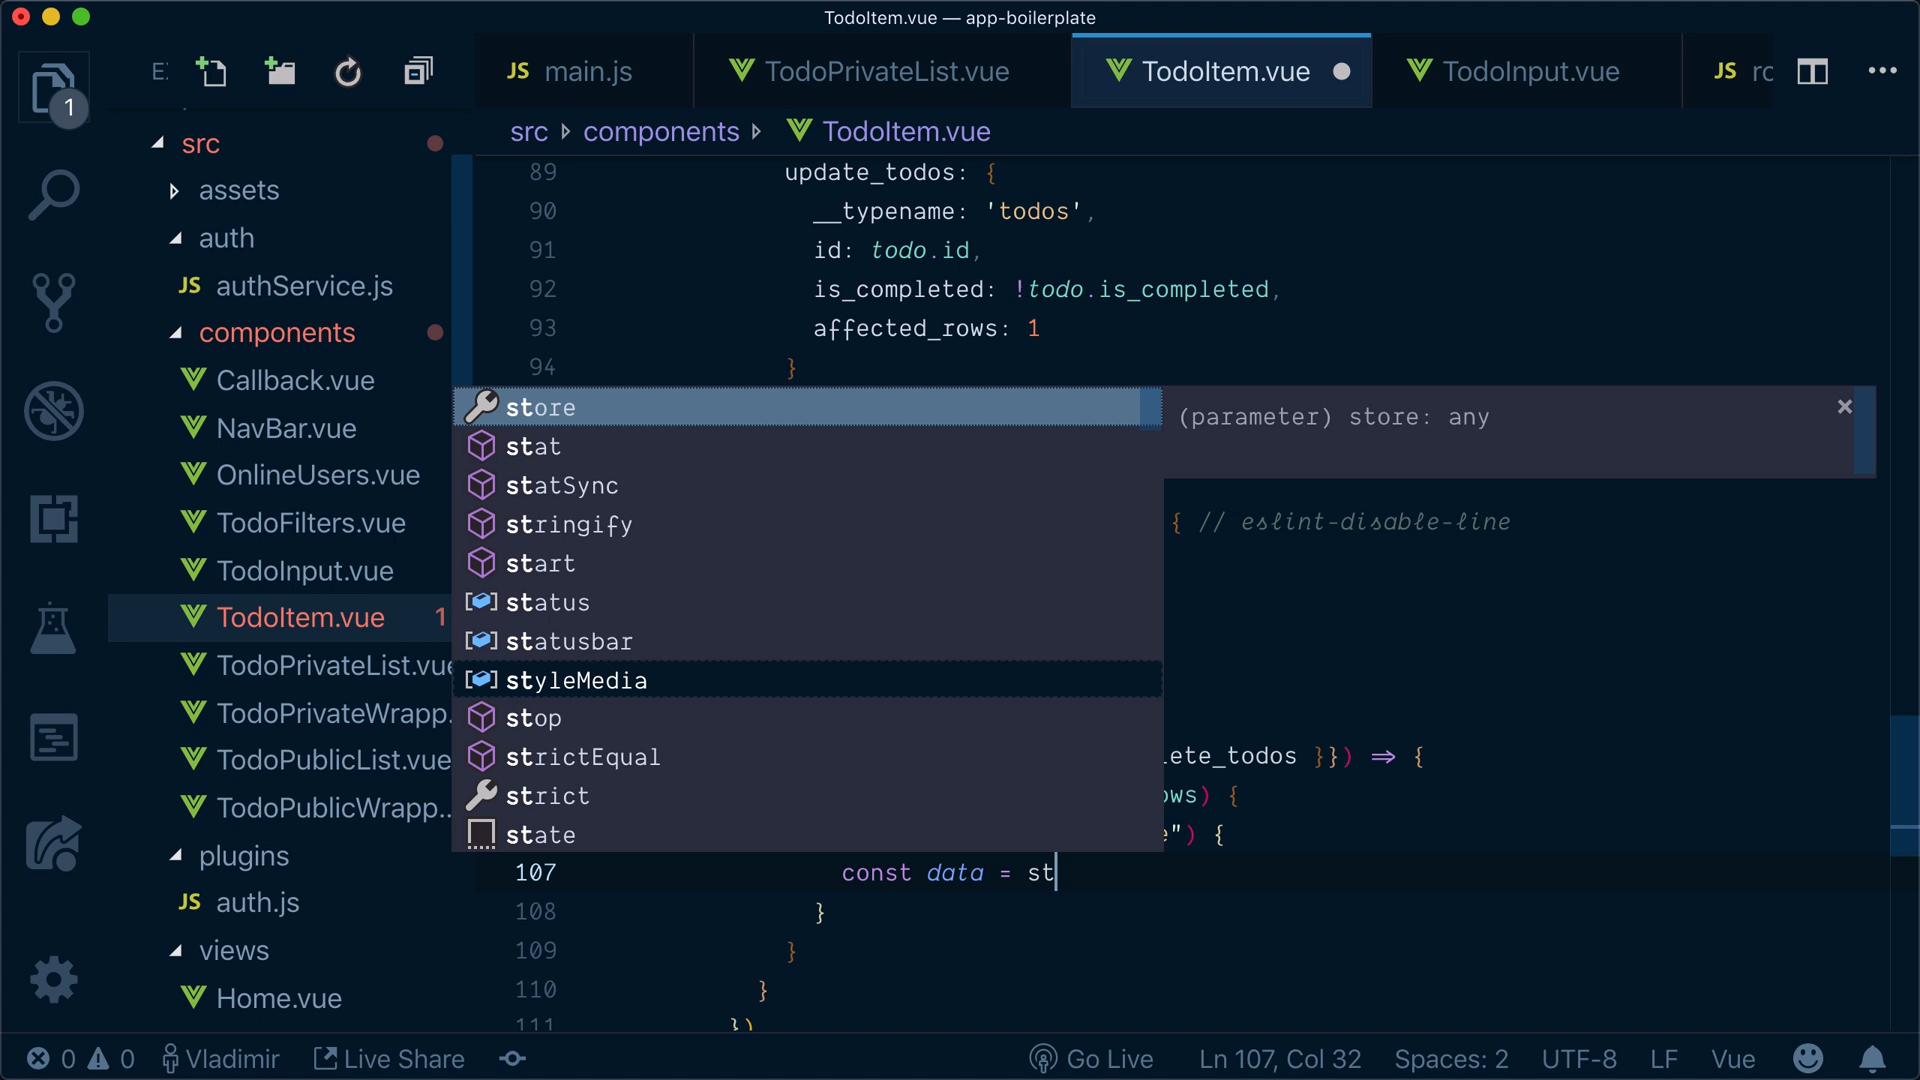 TodoItem.vue — app-boilerplate
JS main.js
TodoPrivateList.vue
TodoItem.vue
TodoInput.vue
JS
1
src
components
TodoItem.vue
src
assets
auth
JS authService.js
components
Callback.vue
NavBar.vue
OnlineUsers.vue
TodoFilters.vue
TodoInput.vue
TodoItem.vue 1
TodoPrivateList.vue
TodoPrivateWrapp..
TodoPublicList.vue
TodoPublicWrapp..
plugins
JS auth.js
views
Home.vue
89 update_todos: {
90 __typename: 'todos',
91 id: todo.id,
92 is_completed: !todo.is_completed,
93 affected_rows: 1
94 }
store
stat
statSync
stringify
start
status
statusbar
styleMedia
stop
strictEqual
strict
state
(parameter) store: any
×
{ // eslint-disable-line
lete_todos }}) => {
ows) {
e") {
107 const data = st
108 }
109 }
110 }
111 })
0 0 Vladimir Live Share
Go Live Ln 107, Col 32 Spaces: 2 UTF-8 LF Vue